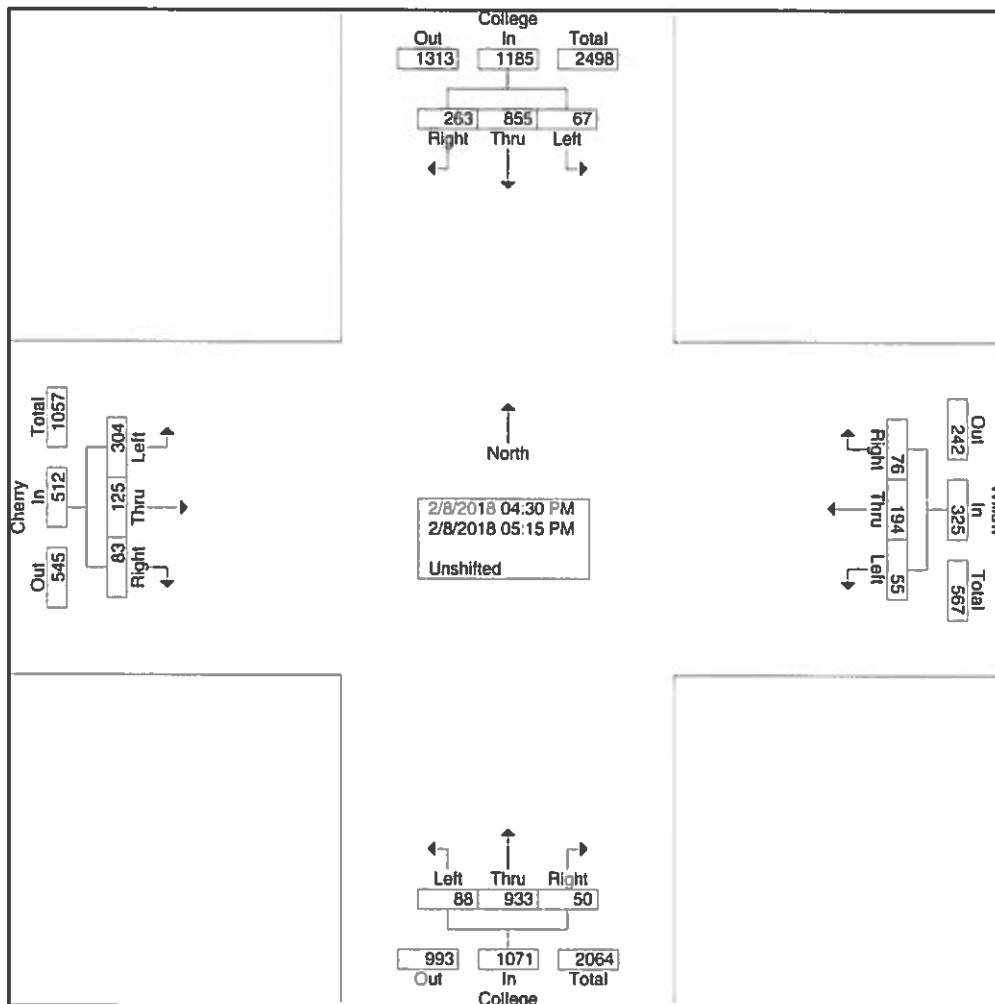 College
Out In Total
1313 1185 2498
263 855 67
Right Thru Left
Cherry
Total In Out
1057 512 545
304 125 83
Left Thru Right
North
2/8/2018 04:30 PM
2/8/2018 05:15 PM
Unshifted
Right Thru Left
76 194 55
Out In Total
242 325 567
Left Thru Right
88 933 50
993 1071 2064
Out In Total
College